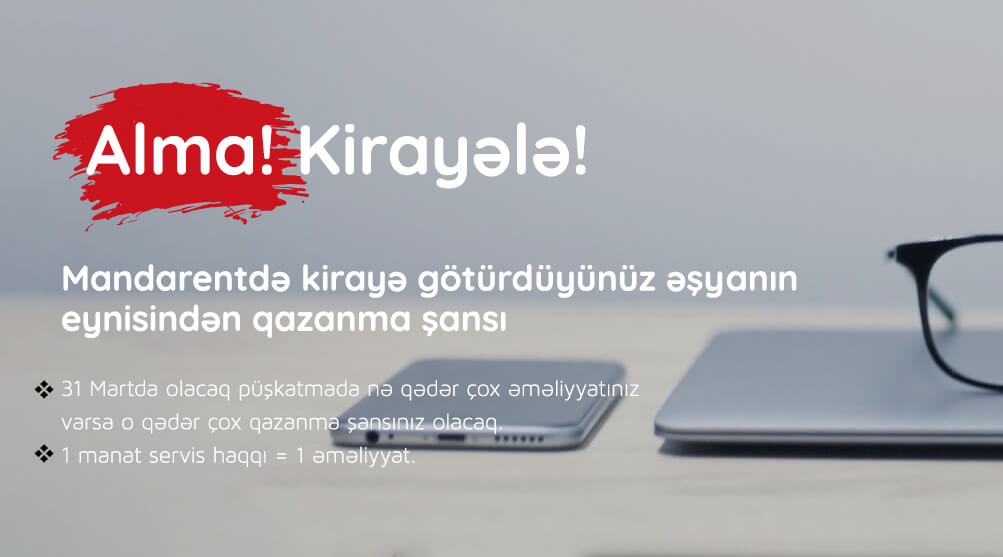 Alma! Kirayələ!
Mandarentdə kirayə götürdüyünüz əşyanın
eynisindən qazanma şansı
❖ 31 Martda olacaq püşkatmada nə qədər çox əməliyyatınız
varsa o qədər çox qazanma şansınız olacaq.
❖ 1 manat servis haqqı = 1 əməliyyat.